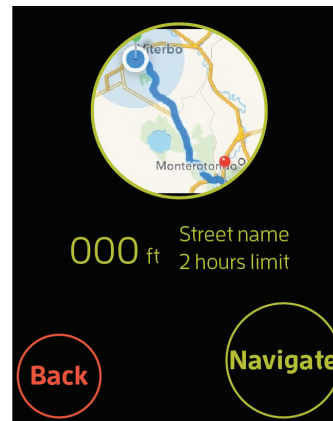 Viterbo
Monterotondo
000 ft
Street name
2 hours limit
Back
Navigate